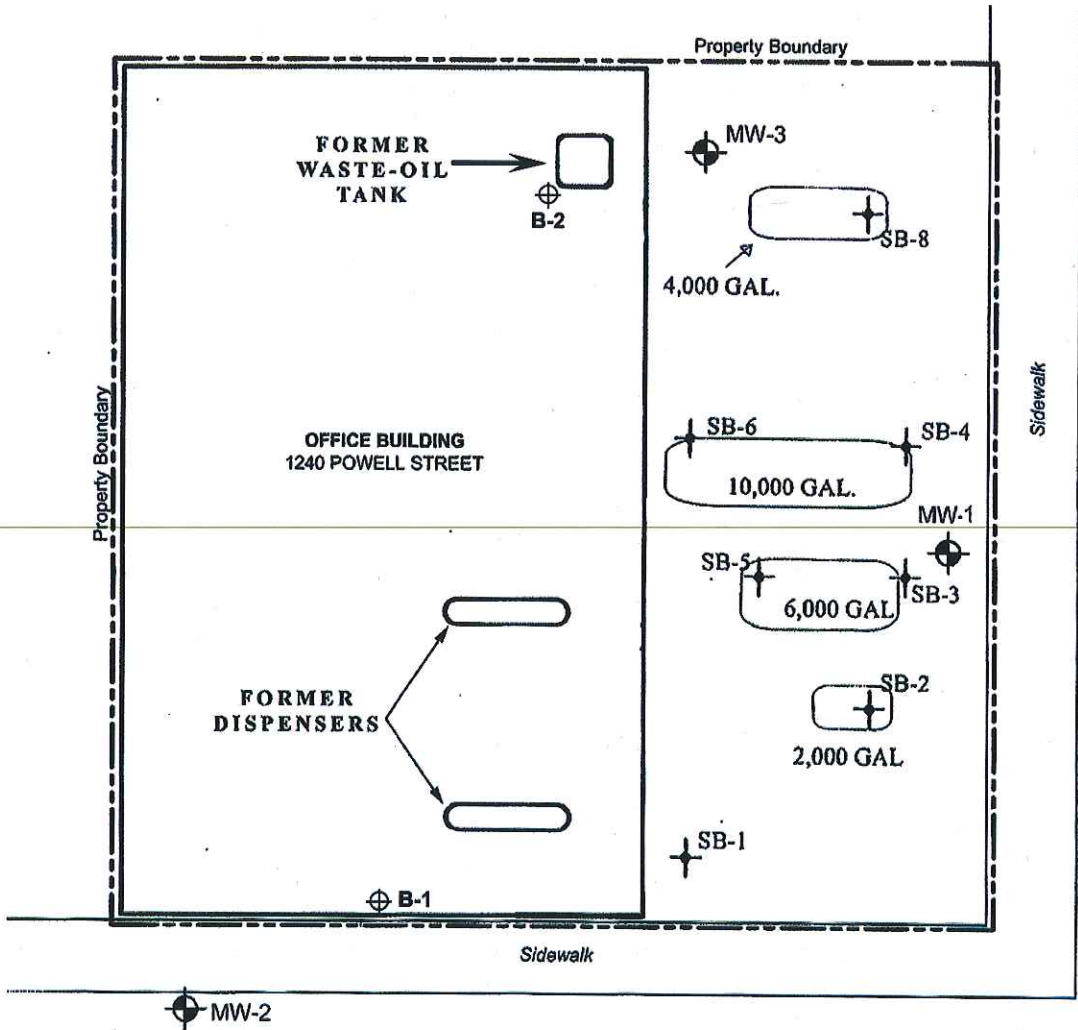 Property Boundary
MW-3
FORMER
WASTE-OIL
TANK
B-2
SB-8
4,000 GAL.
Sidewalk
Property Boundary
OFFICE BUILDING
1240 POWELL STREET
SB-6
SB-4
10,000 GAL.
MW-1
SB-5
SB-3
6,000 GAL
SB-2
FORMER
DISPENSERS
2,000 GAL
SB-1
B-1
Sidewalk
MW-2